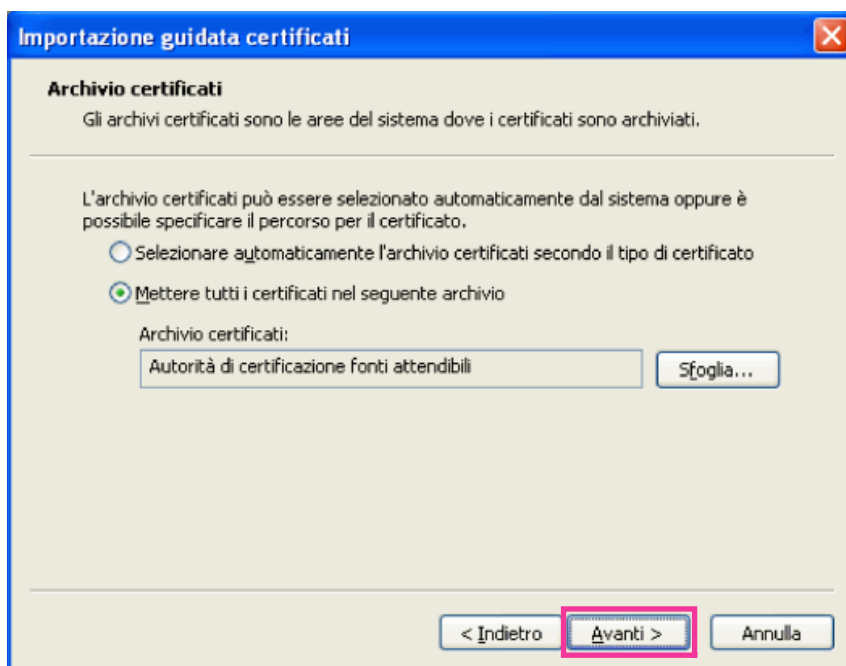 Importazione guidata certificati
Archivio certificati
Gli archivi certificati sono le aree del sistema dove i certificati sono archiviati.
L'archivio certificati può essere selezionato automaticamente dal sistema oppure è
possibile specificare il percorso per il certificato.
Selezionare automaticamente l'archivio certificati secondo il tipo di certificato
Mettere tutti i certificati nel seguente archivio
Archivio certificati:
Autorità di certificazione fonti attendibili
Sfoglia...
< Indietro
Avanti >
Annulla